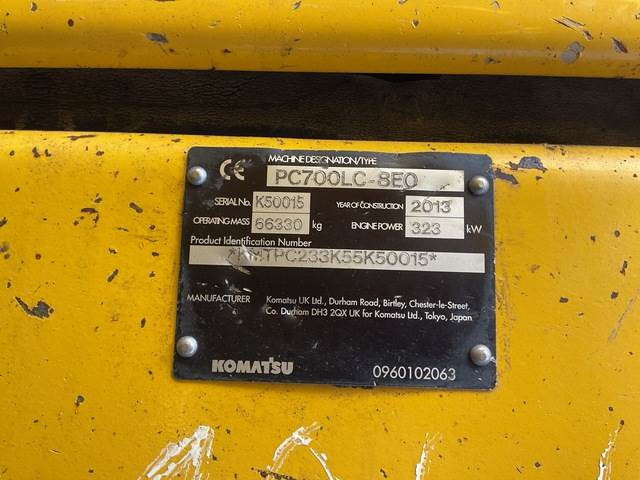 CE
MACHINE DESIGNATION/TYPE
PC700LC-8E0
SERIAL No. K50015 YEAR OF CONSTRUCTION 2013
OPERATING MASS 66330 kg ENGINE POWER 323 kW
Product Identification Number
*KMTPC233K55K50015*
MANUFACTURER Komatsu UK Ltd., Durham Road, Birtley, Chester-le-Street,
Co. Durham DH3 2QX UK for Komatsu Ltd., Tokyo, Japan
KOMATSU 0960102063